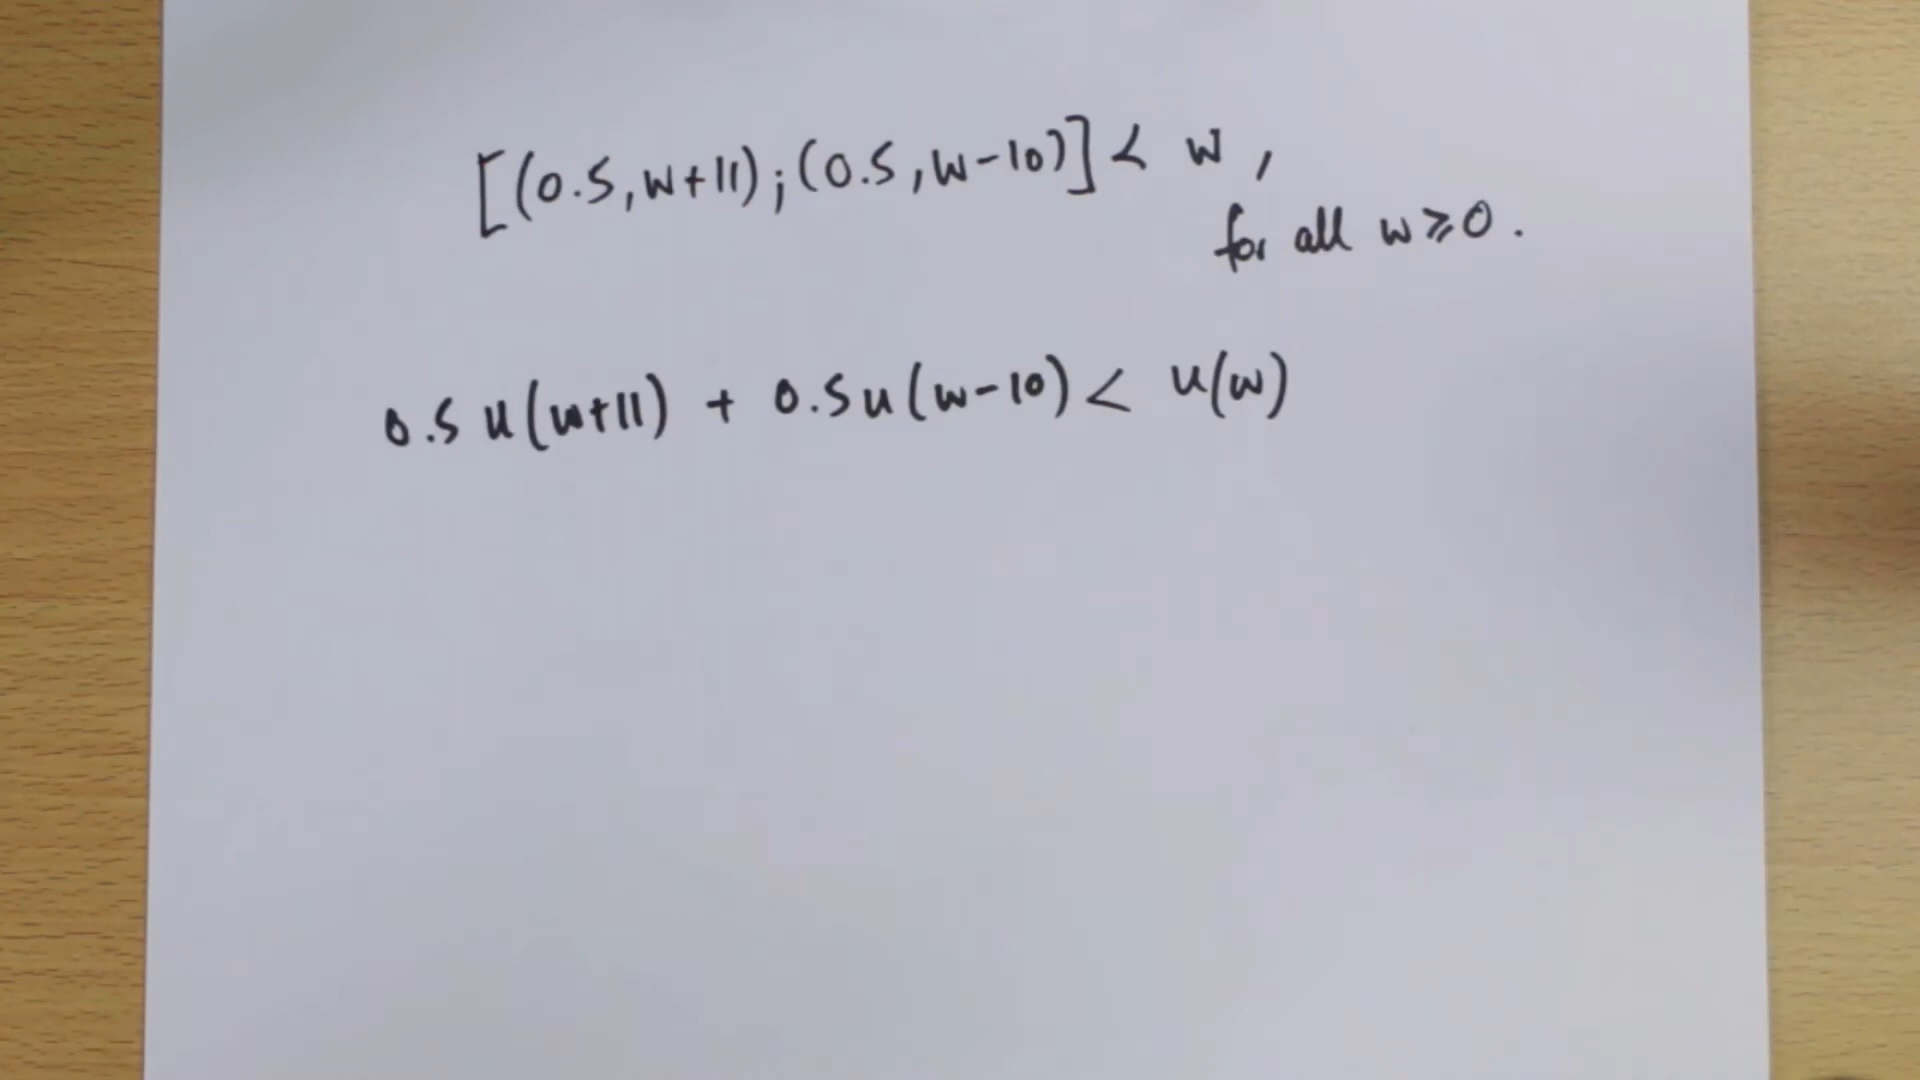 [(0.5,w+11);(0.5,w-10)] < w,
for all w ⩾ 0.
0.5 u(w+11) + 0.5 u(w-10) < u(w)